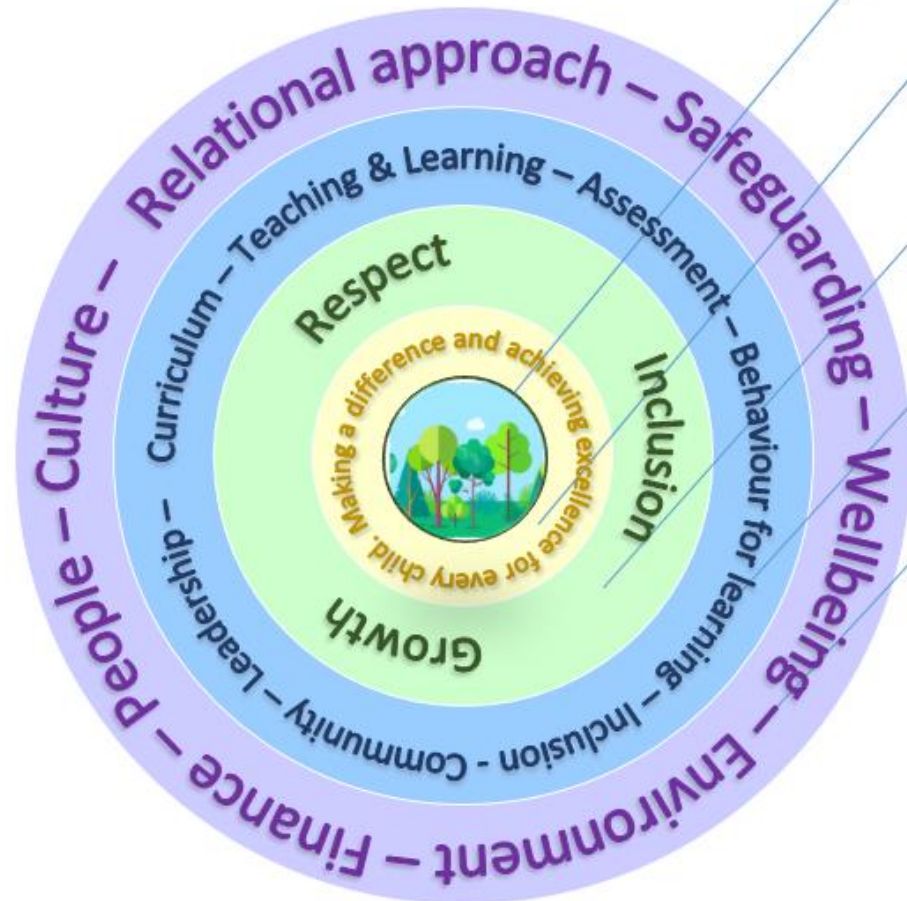 Relational approach – Safeguarding – Wellbeing – Environment – Finance – People – Culture –
Curriculum – Teaching & Learning – Assessment – Behaviour for learning – Inclusion - Community – Leadership –
Respect
Inclusion
Growth
Making a difference and achieving excellence for every child.